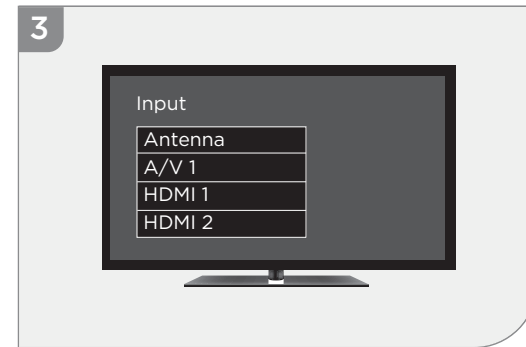 3
Input
Antenna
A/V 1
HDMI 1
HDMI 2